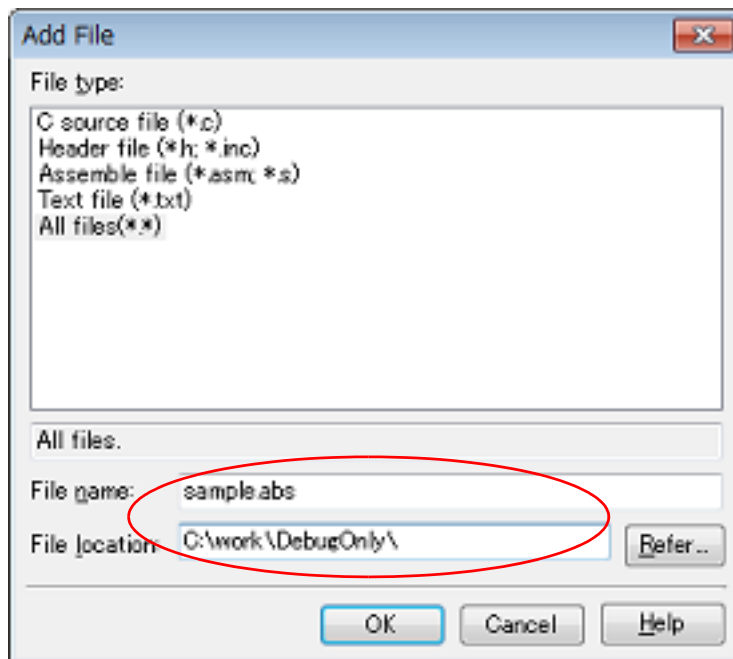 Add File
File type:
C source file (*.c)
Header file (*.h; *.inc)
Assemble file (*.asm; *.s)
Text file (*.txt)
All files(*.*)
All files.
File name: sample.abs
File location: C:\work\DebugOnly\ Refer...
OK Cancel Help